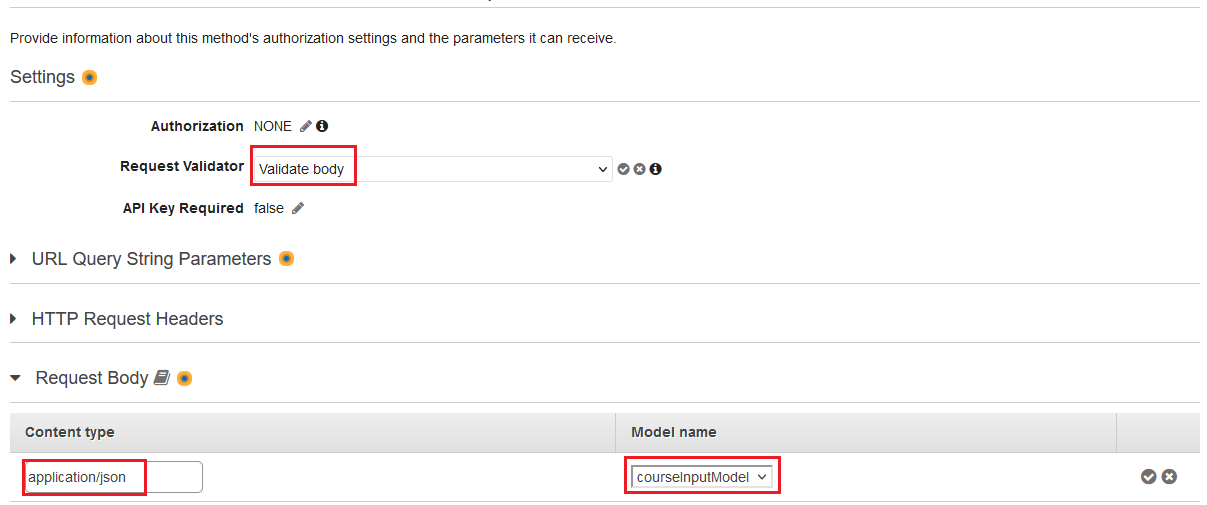 Provide information about this method's authorization settings and the parameters it can receive.
Settings
Authorization NONE
Request Validator Validate body
API Key Required false
URL Query String Parameters
HTTP Request Headers
Request Body
Content type Model name
application/json courseInputModel